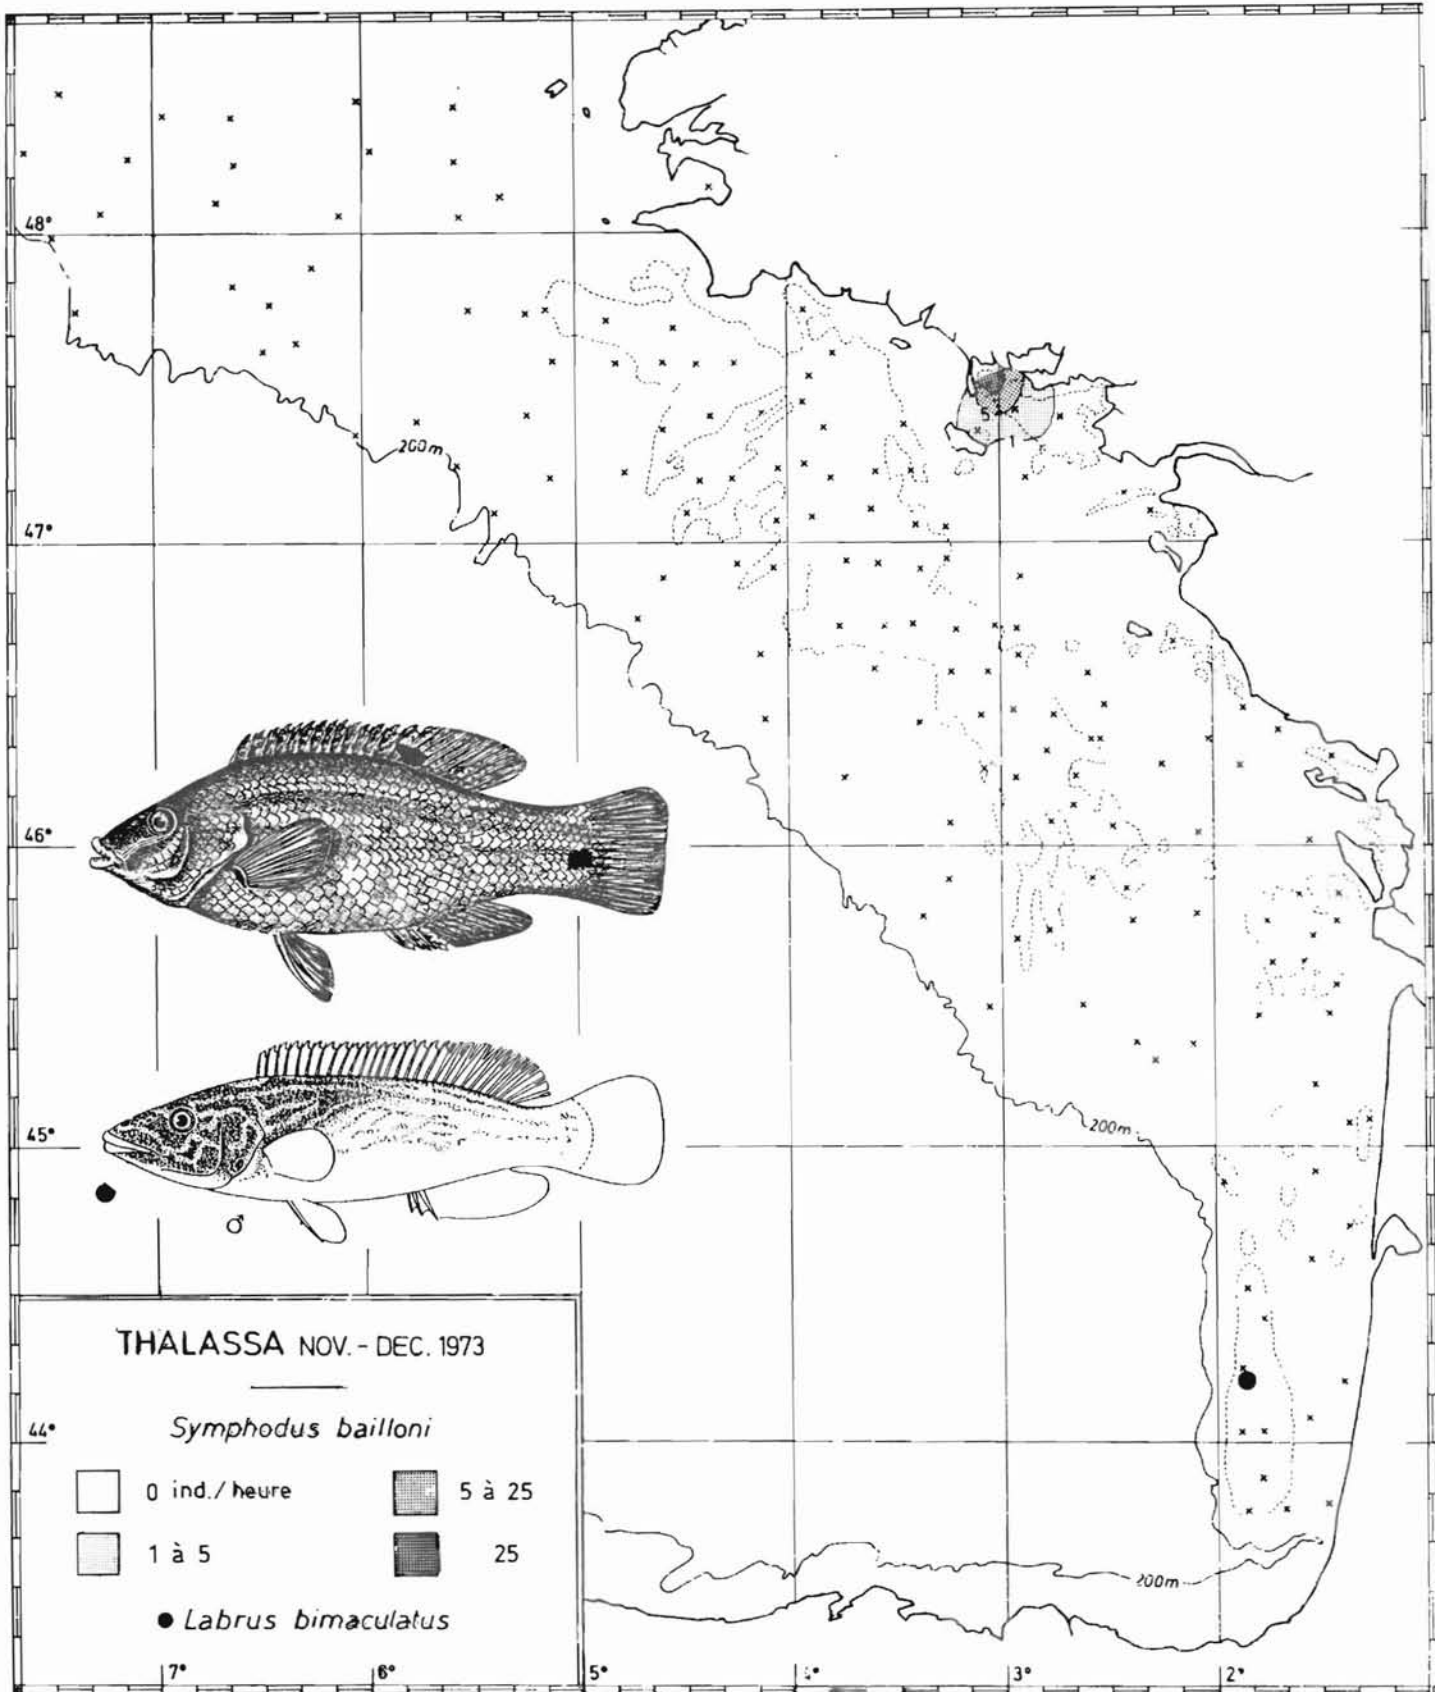 48°
5
1
200m
47°
46°
200m
45°
♂
THALASSA NOV. - DEC. 1973
Symphodus bailloni
44°
0 ind./heure
5 à 25
1 à 5
25
200m
● Labrus bimaculatus
7°
6°
5°
4°
3°
2°